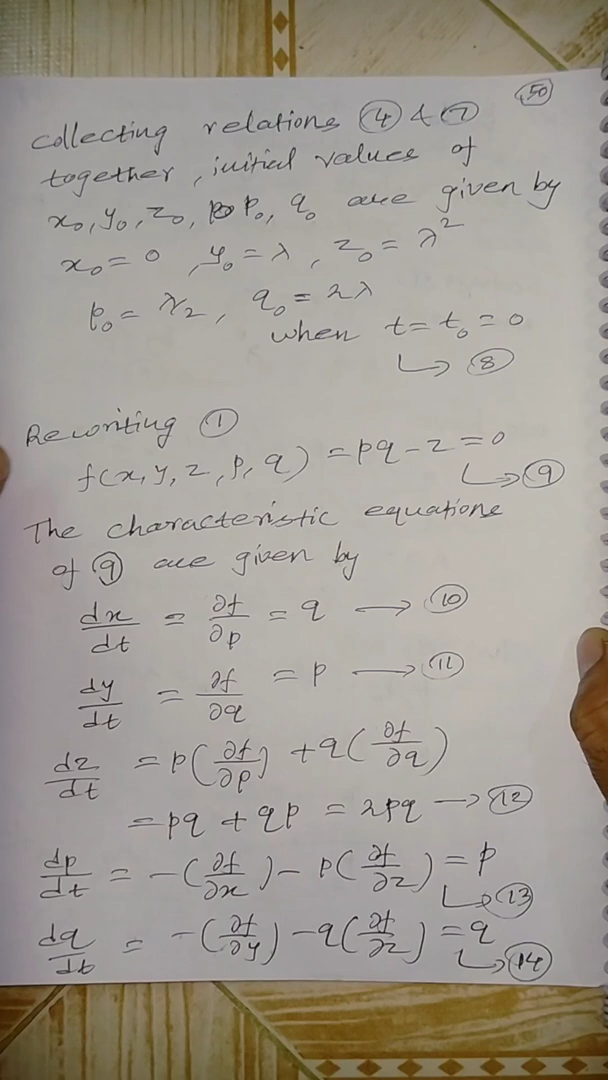 50
collecting relations ④ & ⑦
together, initial values of
x₀, y₀, z₀, p₀, q₀ are given by
x₀ = 0, y₀ = λ, z₀ = λ²
p₀ = λ/2, q₀ = 2λ
when t = t₀ = 0
↳ ⑧
Rewriting ①
f(x, y, z, p, q) = pq - z = 0
↳ ⑨
The characteristic equations
of ⑨ are given by
dx/dt = ∂f/∂p = q → ⑩
dy/dt = ∂f/∂q = p → ⑪
dz/dt = p(∂f/∂p) + q(∂f/∂q)
= pq + qp = 2pq → ⑫
dp/dt = -(∂f/∂x) - p(∂f/∂z) = p
↳ ⑬
dq/dt = -(∂f/∂y) - q(∂f/∂z) = q
↳ ⑭